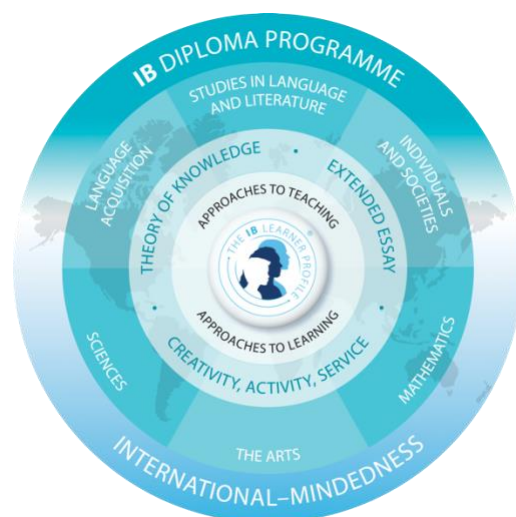 IB DIPLOMA PROGRAMME
STUDIES IN LANGUAGE
AND LITERATURE
LANGUAGE
ACQUISITION
INDIVIDUALS
AND SOCIETIES
THEORY OF KNOWLEDGE
•
EXTENDED ESSAY
•
APPROACHES TO TEACHING
THE IB LEARNER PROFILE
®
APPROACHES TO LEARNING
•
CREATIVITY, ACTIVITY, SERVICE
SCIENCES
MATHEMATICS
THE ARTS
INTERNATIONAL–MINDEDNESS